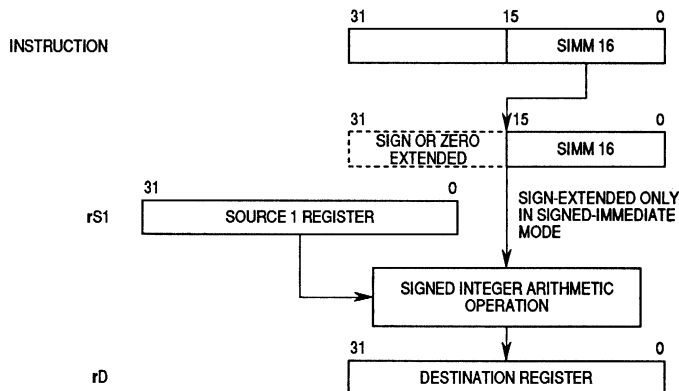 31 15 0
INSTRUCTION SIMM 16
31 15 0
SIGN OR ZERO
EXTENDED
SIMM 16
31 0
rS1 SOURCE 1 REGISTER
SIGN-EXTENDED ONLY
IN SIGNED-IMMEDIATE
MODE
SIGNED INTEGER ARITHMETIC
OPERATION
31 0
rD DESTINATION REGISTER